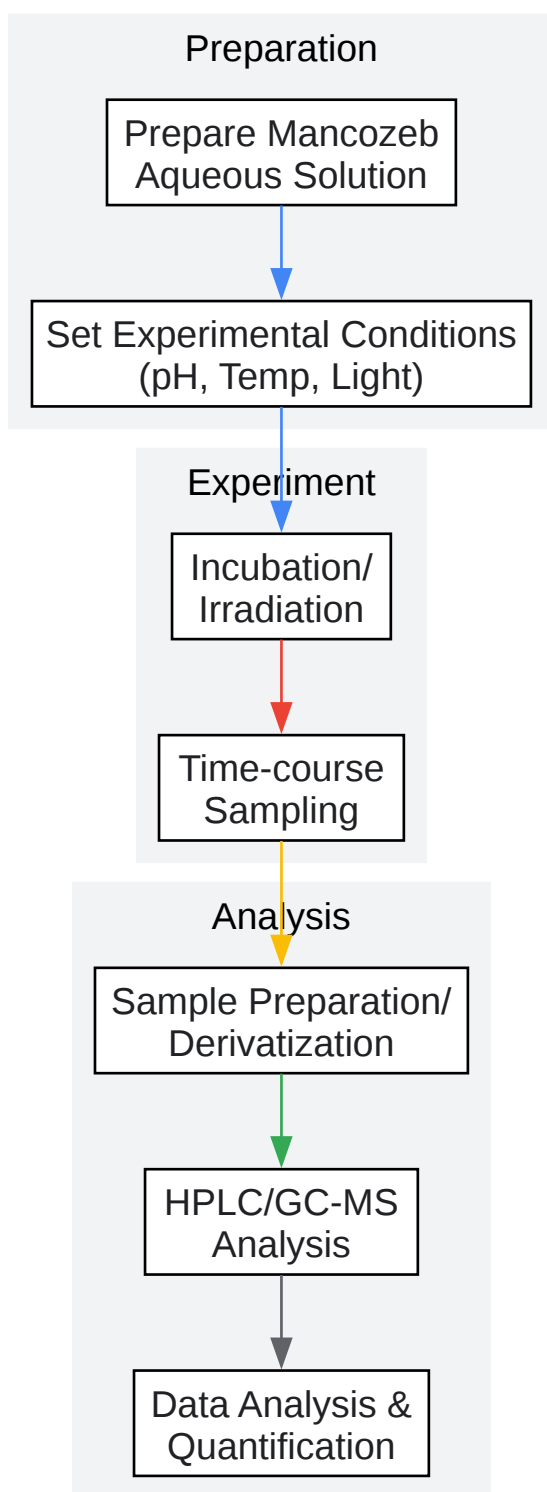 Preparation
Prepare Mancozeb
Aqueous Solution
Set Experimental Conditions
(pH, Temp, Light)
Experiment
Incubation/
Irradiation
Time-course
Sampling
Analysis
Sample Preparation/
Derivatization
HPLC/GC-MS
Analysis
Data Analysis &
Quantification